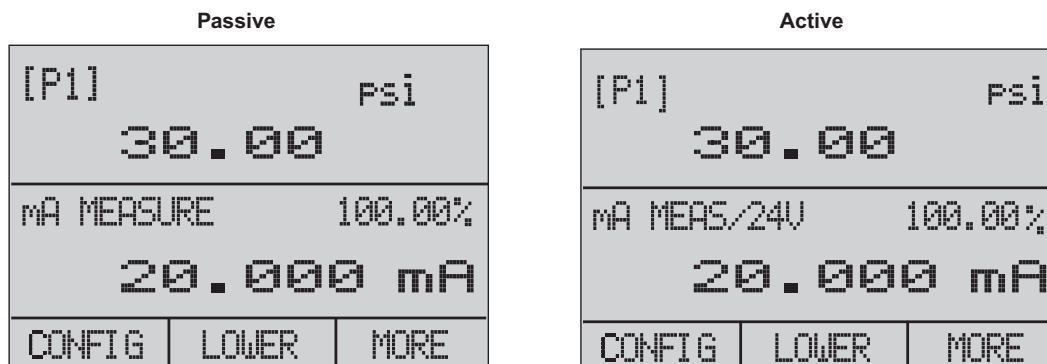 Passive
[P1] psi
30.00
mA MEASURE 100.00%
20.000 mA
CONFIG LOWER MORE
Active
[P1] psi
30.00
mA MEAS/24V 100.00%
20.000 mA
CONFIG LOWER MORE